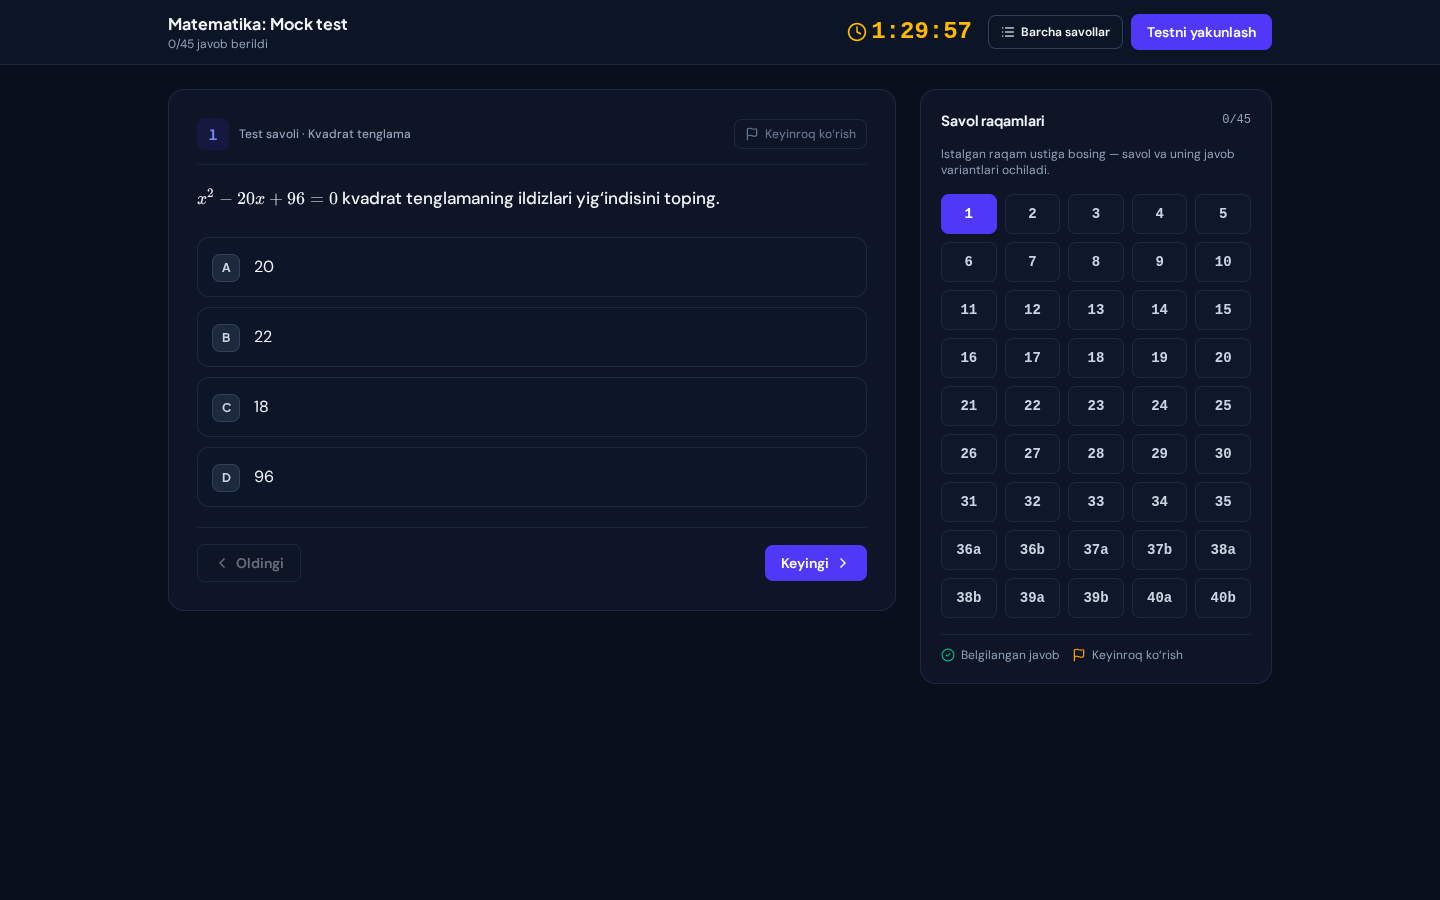 Matematika: Mock test
0/45 javob berildi
1:29:57
Barcha savollar
Testni yakunlash
1
Test savoli · Kvadrat tenglama
Keyinroq ko‘rish
x² − 20x + 96 = 0 kvadrat tenglamaning ildizlari yig‘indisini toping.
A 20
B 22
C 18
D 96
Oldingi
Keyingi
Savol raqamlari
0/45
Istalgan raqam ustiga bosing — savol va uning javob
variantlari ochiladi.
1 2 3 4 5
6 7 8 9 10
11 12 13 14 15
16 17 18 19 20
21 22 23 24 25
26 27 28 29 30
31 32 33 34 35
36a 36b 37a 37b 38a
38b 39a 39b 40a 40b
Belgilangan javob
Keyinroq ko‘rish